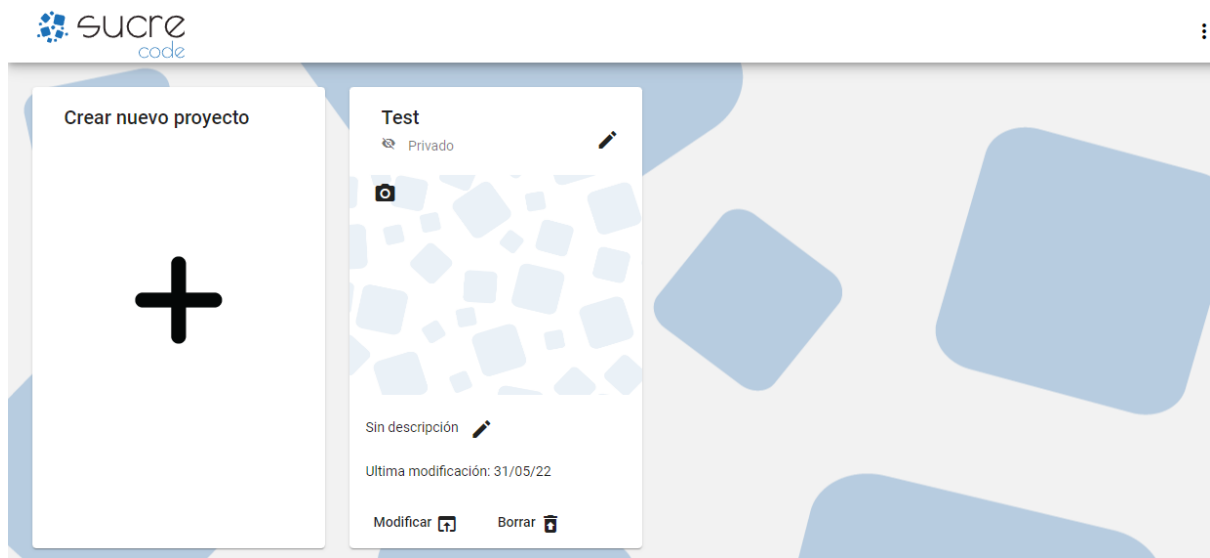 sucre
code
Crear nuevo proyecto
Test
Privado
Sin descripción
Ultima modificación: 31/05/22
Modificar
Borrar